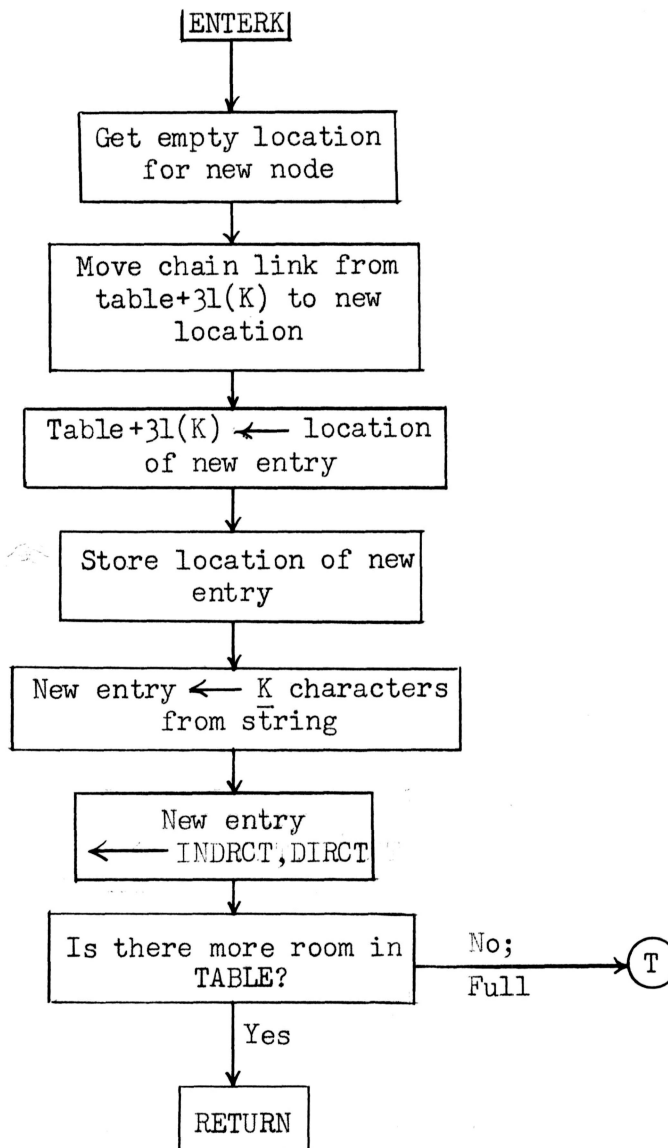 ENTERK
Get empty location
for new node
Move chain link from
table+31(K) to new
location
Table+31(K) ← location
of new entry
Store location of new
entry
New entry ← K characters
from string
New entry
← INDRCT,DIRCT
Is there more room in
TABLE?
No;
Full
T
Yes
RETURN